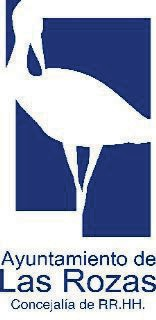 Ayuntamiento de
Las Rozas
Concejalía de RR.HH.